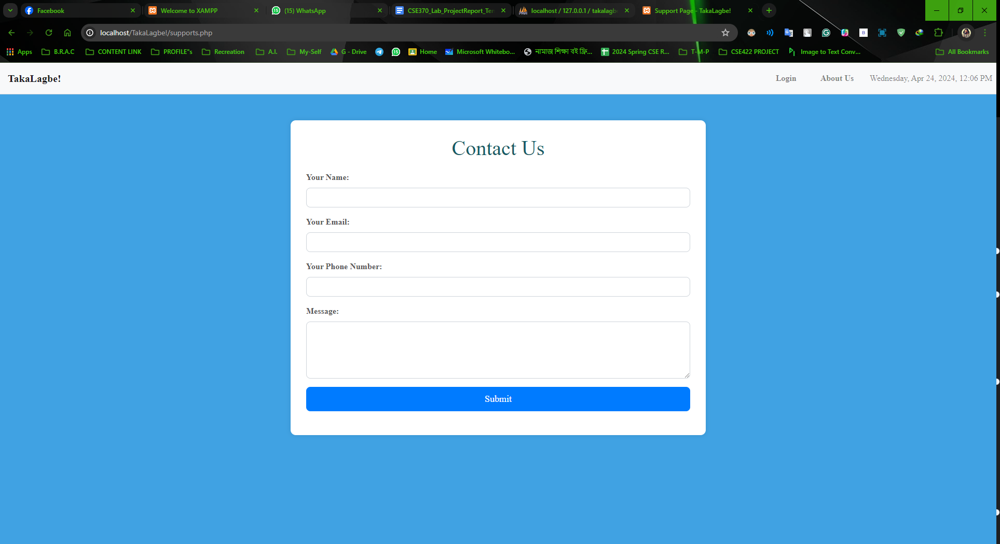 Facebook
Welcome to XAMPP
(15) WhatsApp
CSE370_Lab_ProjectReport_Ten
localhost / 127.0.0.1 / takalagbe
Support Page - TakaLagbe!
localhost/TakaLagbe!/supports.php
Apps
B.R.A.C
CONTENT LINK
PROFILE"s
Recreation
A.I.
My-Self
G - Drive
Home
Microsoft Whitebo...
নামাজ শিক্ষা বই ফ্রি...
2024 Spring CSE R...
T-M-P
CSE422 PROJECT
Image to Text Conv...
All Bookmarks
TakaLagbe!
Login
About Us
Wednesday, Apr 24, 2024, 12:06 PM
Contact Us
Your Name:
Your Email:
Your Phone Number:
Message:
Submit